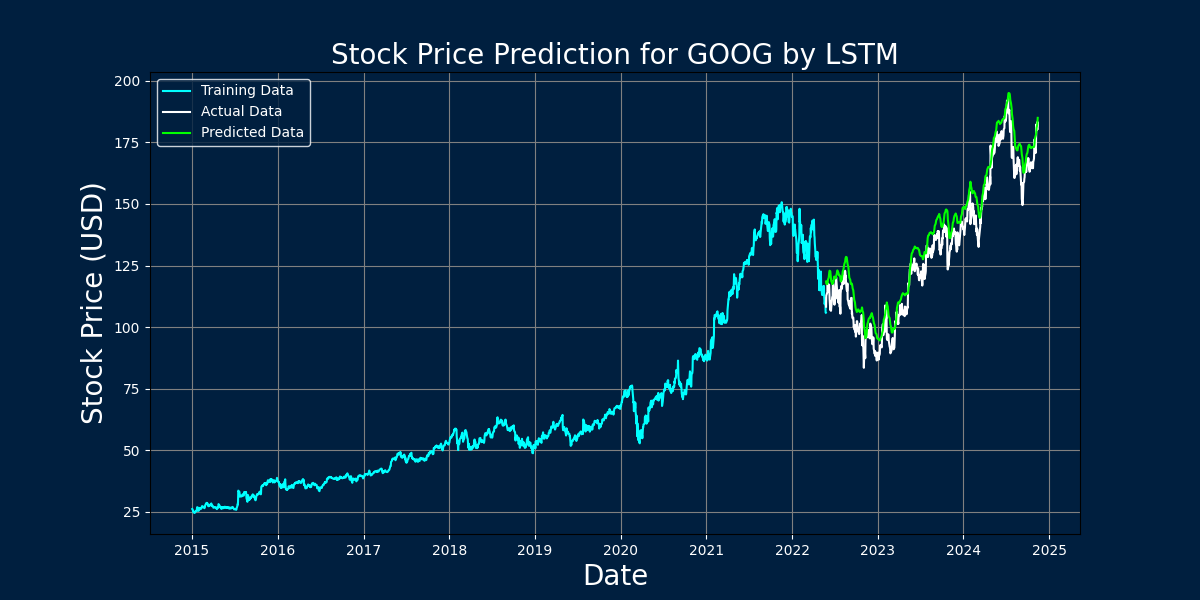 Stock Price Prediction for GOOG by LSTM
Training Data
Actual Data
Predicted Data
Stock Price (USD)
200
175
150
125
100
75
50
25
2015 2016 2017 2018 2019 2020 2021 2022 2023 2024 2025
Date